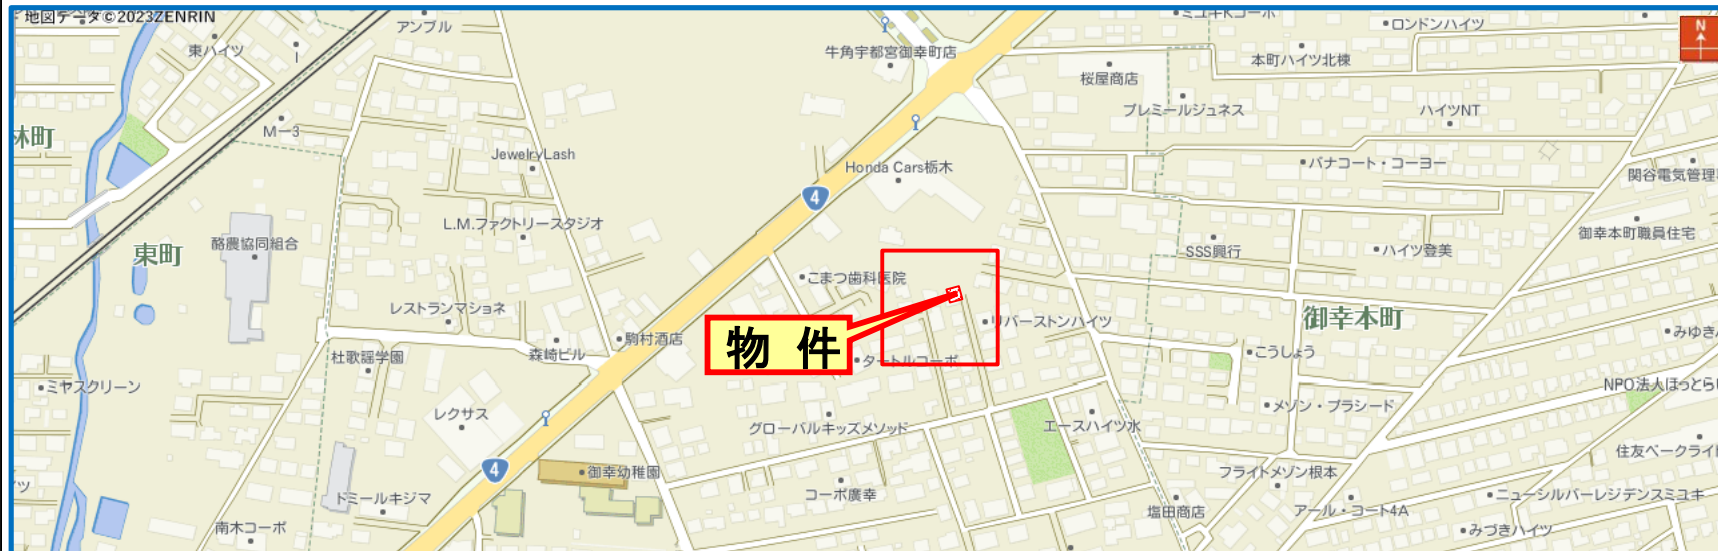 地図データ©2023ZENRIN
アンブル
ミユキKコーポ
ロンドンハイツ
N
東ハイツ
I
牛角宇都宮御幸町店
本町ハイツ北棟
桜屋商店
プレミールジュネス
ハイツNT
林町
M－3
JewelryLash
Honda Cars栃木
パナコート・コーヨー
関谷電気管理
4
L.M.ファクトリースタジオ
酪農協同組合
東町
SSS興行
ハイツ登美
御幸本町職員住宅
こまつ歯科医院
レストランマショネ
リバーストンハイツ
御幸本町
みゆき
物 件
駒村酒店
森崎ビル
杜歌謡学園
タートルコーポ
こうしょう
ミヤスクリーン
NPO法人ほっとら
レクサス
グローバルキッズメソッド
エースハイツ水
メゾン・プラシード
住友ベークライ
4
御幸幼稚園
フライトメゾン根本
ツ
トミールキジマ
コーポ廣幸
塩田商店
アール・コート4A
ニューシルバーレジデンスミユキ
南木コーポ
みづきハイツ